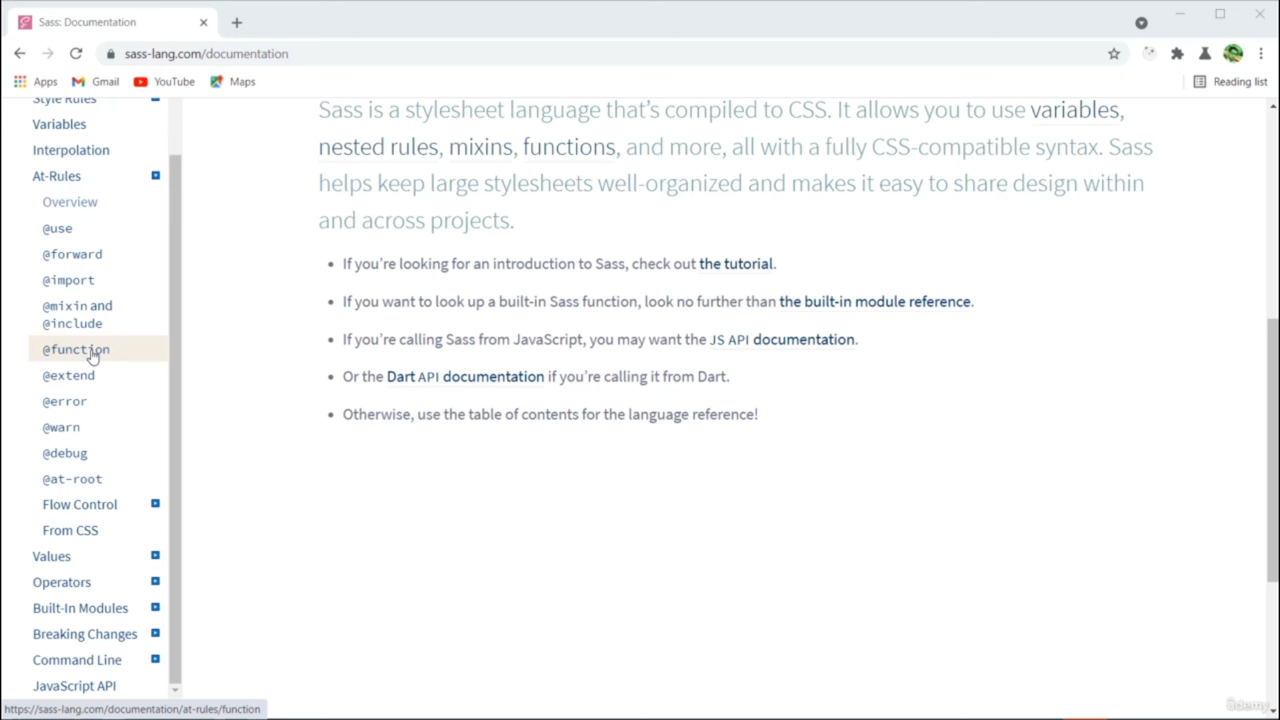 Sass: Documentation
sass-lang.com/documentation
Apps
Gmail
YouTube
Maps
Reading list
Style Rules
Variables
Interpolation
At-Rules
Overview
@use
@forward
@import
@mixin and
@include
@function
@extend
@error
@warn
@debug
@at-root
Flow Control
From CSS
Values
Operators
Built-In Modules
Breaking Changes
Command Line
JavaScript API
Sass is a stylesheet language that’s compiled to CSS. It allows you to use variables,
nested rules, mixins, functions, and more, all with a fully CSS-compatible syntax. Sass
helps keep large stylesheets well-organized and makes it easy to share design within
and across projects.
If you’re looking for an introduction to Sass, check out the tutorial.
If you want to look up a built-in Sass function, look no further than the built-in module reference.
If you’re calling Sass from JavaScript, you may want the JS API documentation.
Or the Dart API documentation if you’re calling it from Dart.
Otherwise, use the table of contents for the language reference!
https://sass-lang.com/documentation/at-rules/function
ûdemy